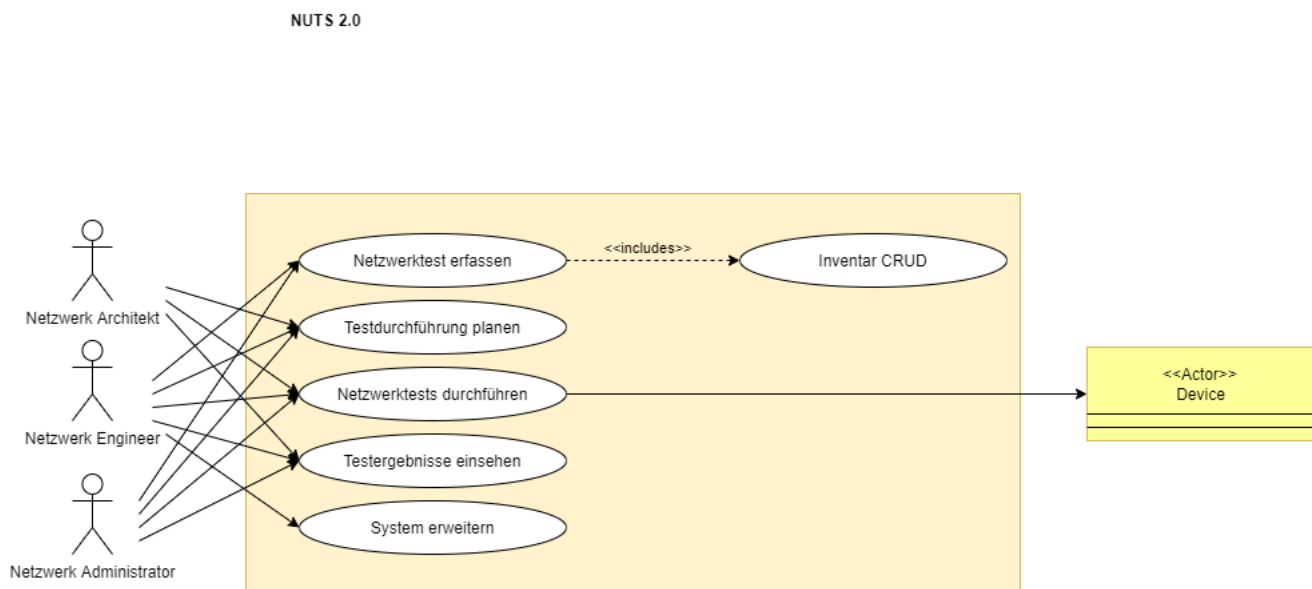 NUTS 2.0
Netzwerk Architekt
Netzwerk Engineer
Netzwerk Administrator
Netzwerktest erfassen
<<includes>>
Inventar CRUD
Testdurchführung planen
Netzwerktests durchführen
Testergebnisse einsehen
System erweitern
<<Actor>>
Device